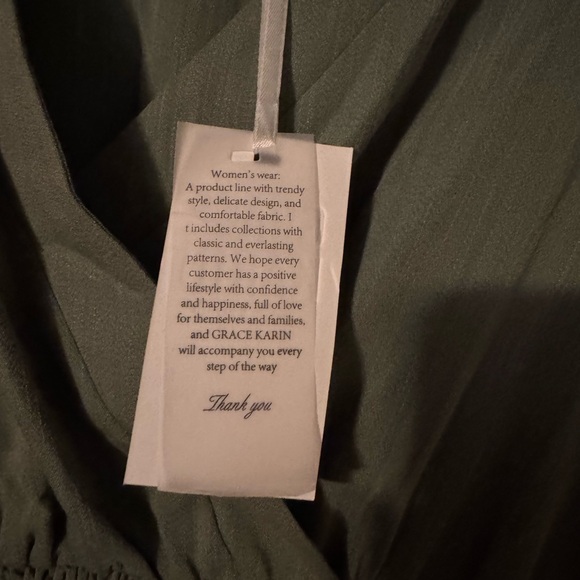 Women's wear:
A product line with trendy
style, delicate design, and
comfortable fabric. I
t includes collections with
classic and everlasting
patterns. We hope every
customer has a positive
lifestyle with confidence
and happiness, full of love
for themselves and families,
and GRACE KARIN
will accompany you every
step of the way
Thank you